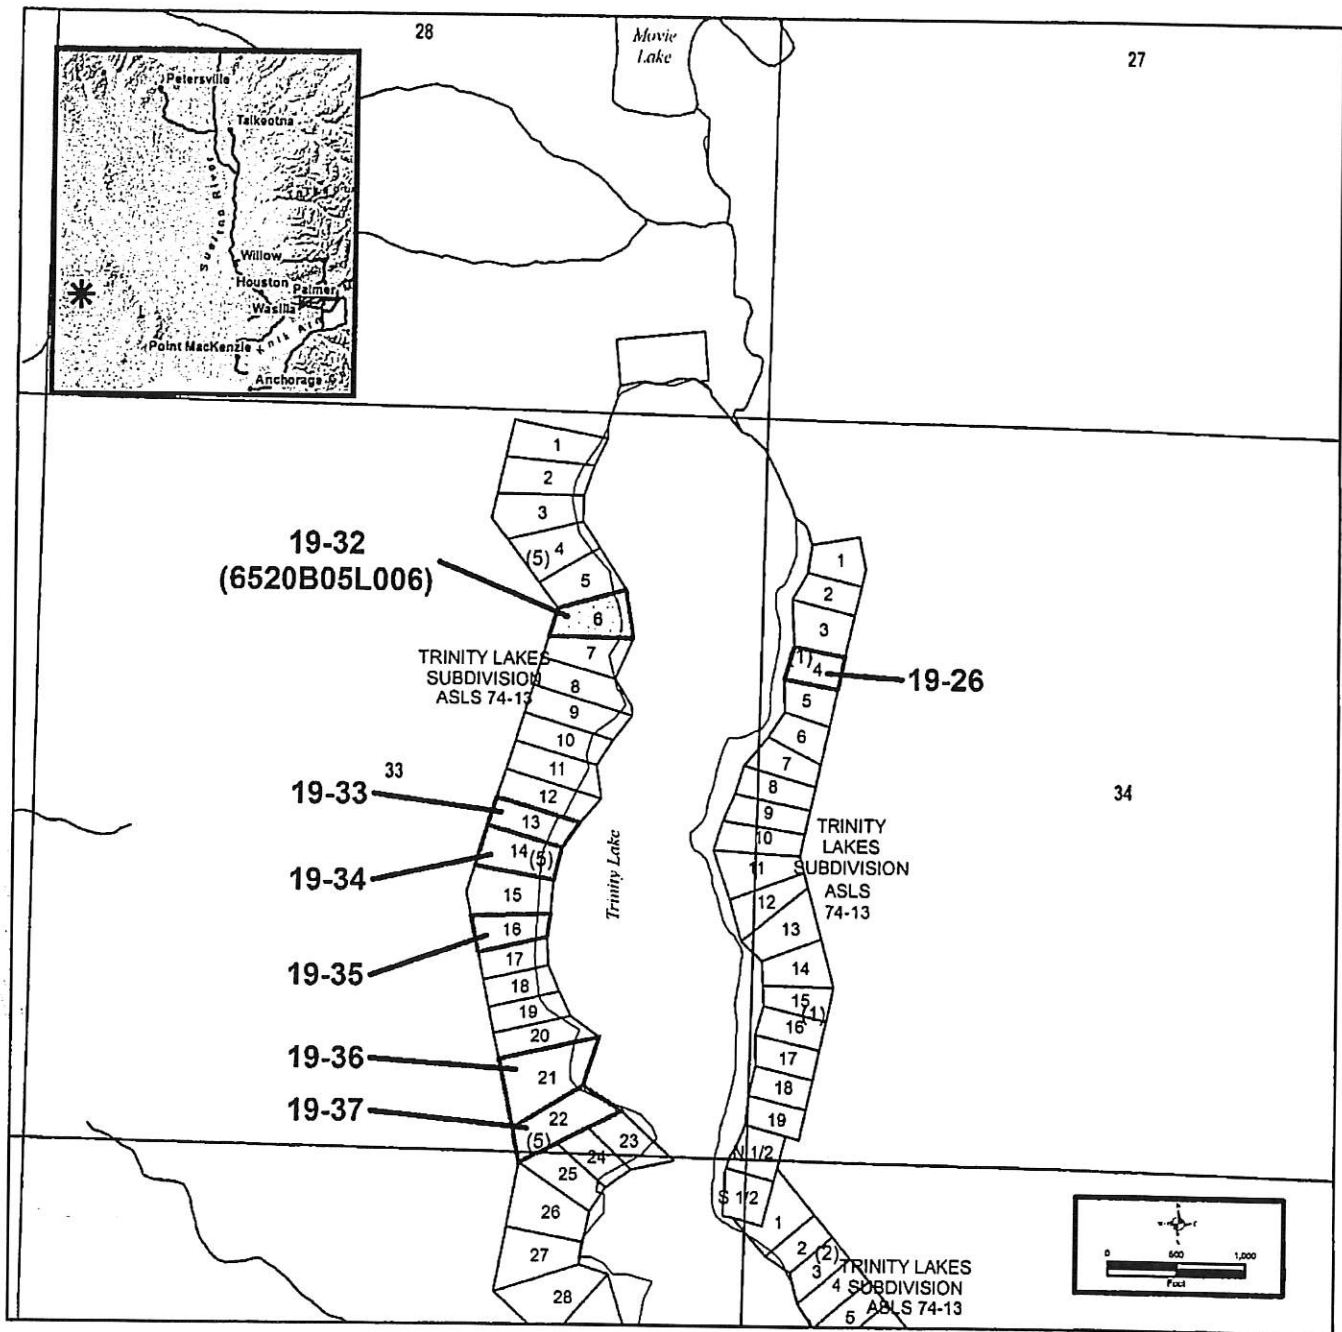 28
Movie
Lake
27
Petersville
Talkeetna
Susitna River
Willow
Houston
Palmer
Wasilla
Knik Arm
Point MacKenzie
Anchorage
1
2
3
4
(5)
5
6
7
8
9
10
11
12
13
14
(5)
15
16
17
18
19
20
21
22
(5)
23
24
25
26
27
28
19-32
(6520B05L006)
TRINITY LAKES
SUBDIVISION
ASLS 74-13
33
19-33
19-34
19-35
19-36
19-37
Trinity Lake
1
2
3
(1)
4
5
6
7
8
9
10
11
12
13
14
15
(1)
16
17
18
19
N 1/2
S 1/2
19-26
34
TRINITY
LAKES
SUBDIVISION
ASLS
74-13
1
2
(2)
3
4
5
TRINITY LAKES
SUBDIVISION
ASLS 74-13
0 500 1,000
Feet